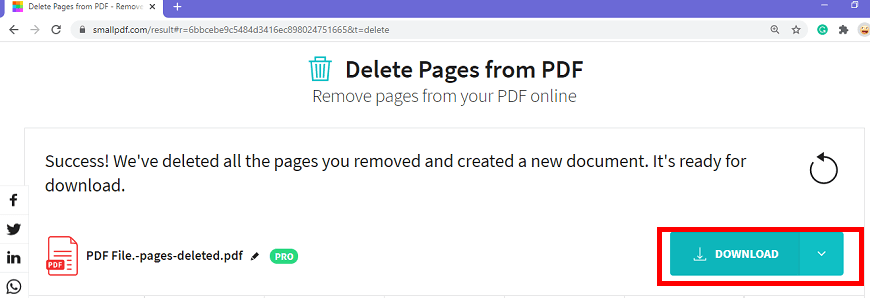 Delete Pages from PDF - Remov
smallpdf.com/result#r=6bbcebe9c5484d3416ec898024751665&t=delete
Delete Pages from PDF
Remove pages from your PDF online
Success! We've deleted all the pages you removed and created a new document. It's ready for
download.
PDF
PDF File.-pages-deleted.pdf
PRO
DOWNLOAD